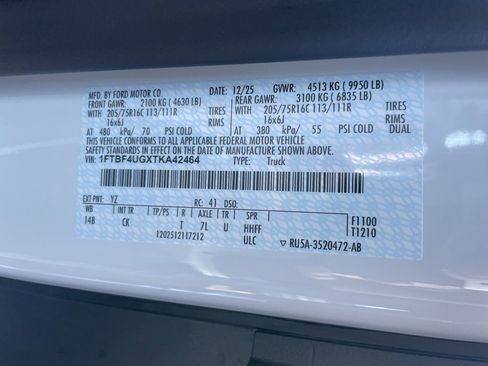 MFD. BY FORD MOTOR CO.
DATE: 12/25 GVWR: 4513 KG ( 9950 LB)
FRONT GAWR: 2100 KG ( 4630 LB) REAR GAWR: 3100 KG ( 6835 LB)
WITH 205/75R16C 113/111R TIRES WITH 205/75R16C 113/111R TIRES
16x6J RIMS 16x6J RIMS
AT 480 kPa/ 70 PSI COLD AT 380 kPa/ 55 PSI COLD DUAL
THIS VEHICLE CONFORMS TO ALL APPLICABLE FEDERAL MOTOR VEHICLE
SAFETY STANDARDS IN EFFECT ON THE DATE OF MANUFACTURE SHOWN ABOVE.
VIN: 1FTBF4UGXTKA42464 TYPE: Truck
EXT PNT: YZ RC: 41 DSO:
WB INT TR TP/PS R AXLE TR SPR
14B CK T 7L U HHFF
1202512117212 ULC ▽ RU5A-3520472-AB
F1100
T1210